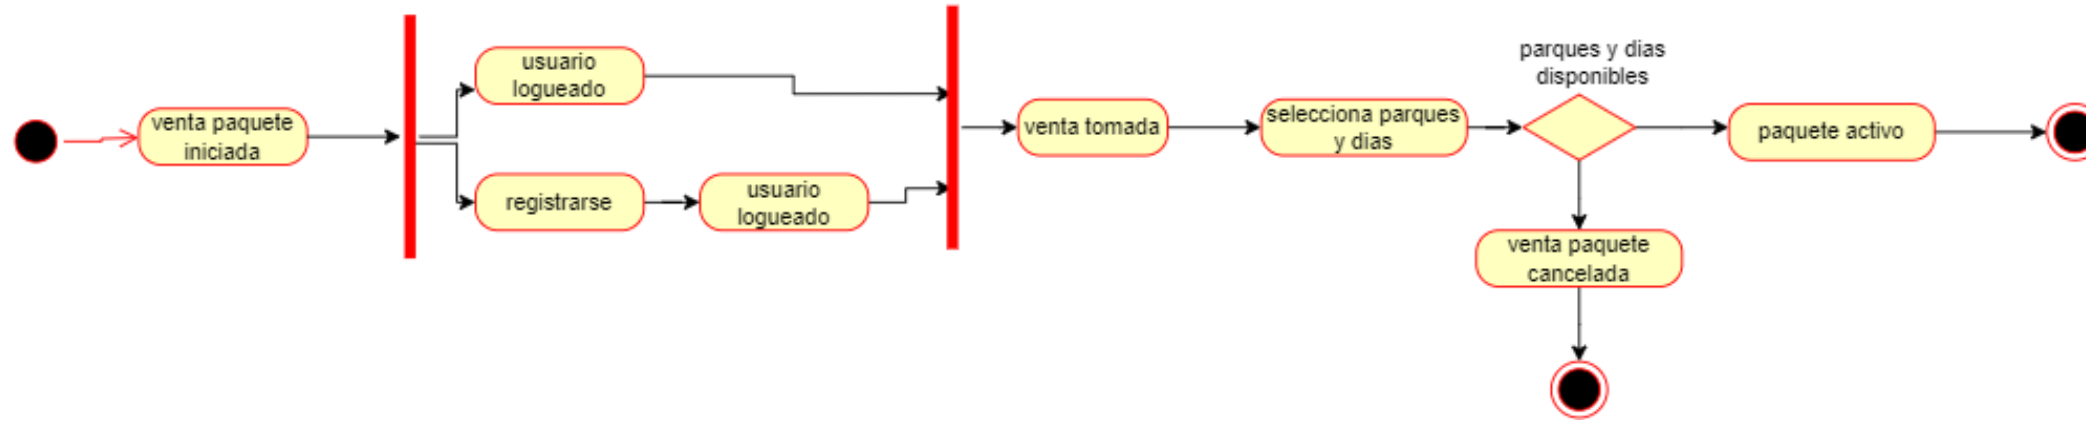 venta paquete
iniciada
usuario
logueado
registrarse
usuario
logueado
venta tomada
selecciona parques
y dias
parques y dias
disponibles
paquete activo
venta paquete
cancelada